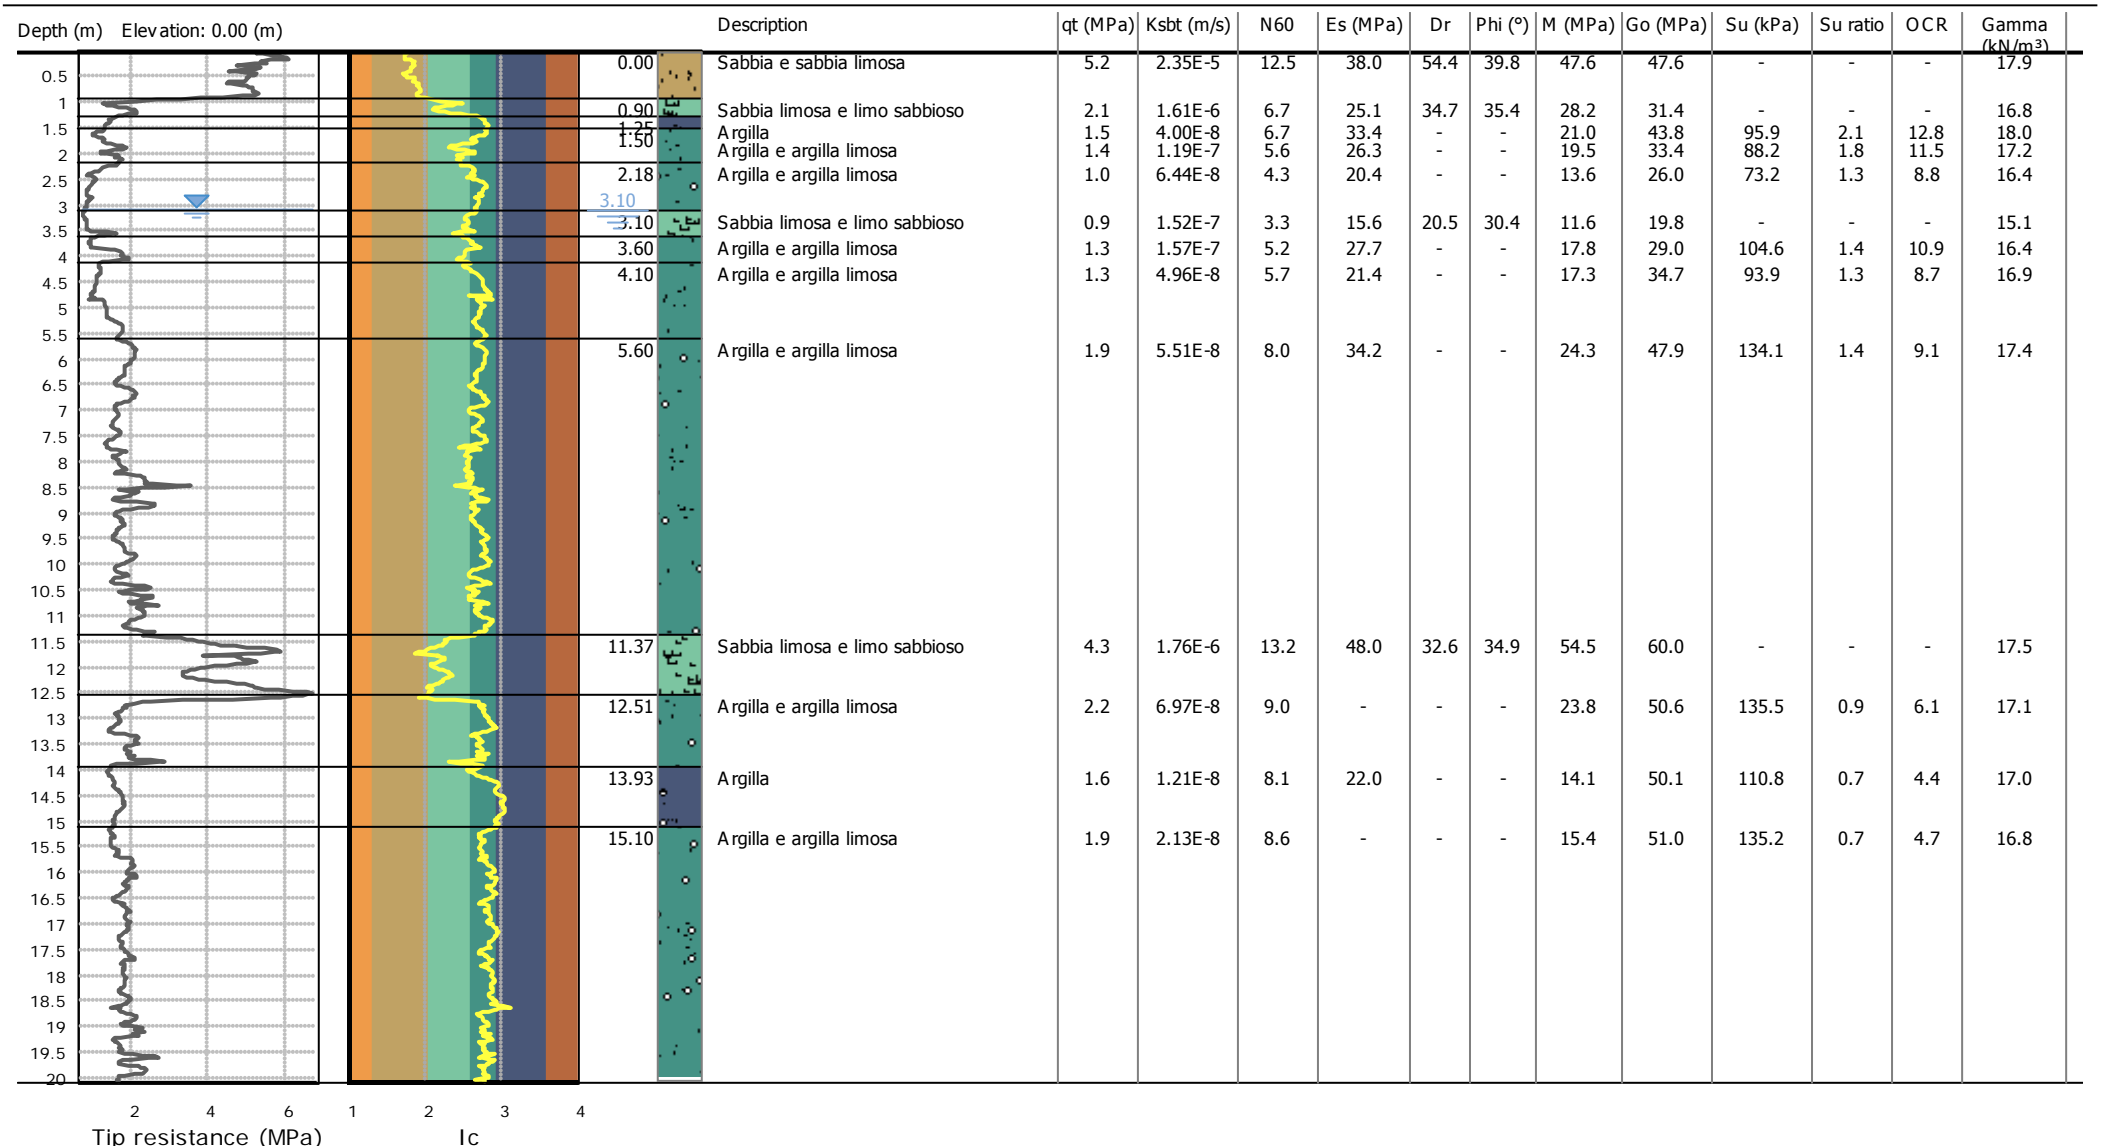 Depth (m) Elevation: 0.00 (m) Description qt (MPa) Ksbt (m/s) N60 Es (MPa) Dr Phi (°) M (MPa) Go (MPa) Su (kPa) Su ratio OCR Gamma (kN/m³)
0.00 Sabbia e sabbia limosa 5.2 2.35E-5 12.5 38.0 54.4 39.8 47.6 47.6 - - - 17.9
0.5
1
0.90 Sabbia limosa e limo sabbioso 2.1 1.61E-6 6.7 25.1 34.7 35.4 28.2 31.4 - - - 16.8
1.5
1.25 Argilla 1.5 4.00E-8 6.7 33.4 - - 21.0 43.8 95.9 2.1 12.8 18.0
1.50 Argilla e argilla limosa 1.4 1.19E-7 5.6 26.3 - - 19.5 33.4 88.2 1.8 11.5 17.2
2
2.18 Argilla e argilla limosa 1.0 6.44E-8 4.3 20.4 - - 13.6 26.0 73.2 1.3 8.8 16.4
2.5
3.10
3
3.10 Sabbia limosa e limo sabbioso 0.9 1.52E-7 3.3 15.6 20.5 30.4 11.6 19.8 - - - 15.1
3.5
3.60 Argilla e argilla limosa 1.3 1.57E-7 5.2 27.7 - - 17.8 29.0 104.6 1.4 10.9 16.4
4
4.10 Argilla e argilla limosa 1.3 4.96E-8 5.7 21.4 - - 17.3 34.7 93.9 1.3 8.7 16.9
4.5
5
5.5
5.60 Argilla e argilla limosa 1.9 5.51E-8 8.0 34.2 - - 24.3 47.9 134.1 1.4 9.1 17.4
6
6.5
7
7.5
8
8.5
9
9.5
10
10.5
11
11.5
11.37 Sabbia limosa e limo sabbioso 4.3 1.76E-6 13.2 48.0 32.6 34.9 54.5 60.0 - - - 17.5
12
12.5
12.51 Argilla e argilla limosa 2.2 6.97E-8 9.0 - - - 23.8 50.6 135.5 0.9 6.1 17.1
13
13.5
14
13.93 Argilla 1.6 1.21E-8 8.1 22.0 - - 14.1 50.1 110.8 0.7 4.4 17.0
14.5
15
15.10 Argilla e argilla limosa 1.9 2.13E-8 8.6 - - - 15.4 51.0 135.2 0.7 4.7 16.8
15.5
16
16.5
17
17.5
18
18.5
19
19.5
20
2 4 6 1 2 3 4
Tip resistance (MPa) Ic